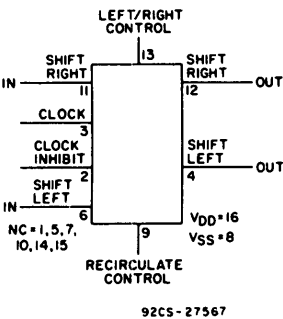 LEFT/RIGHT
CONTROL
13
SHIFT
RIGHT
IN
11
SHIFT
RIGHT
12
OUT
CLOCK
3
CLOCK
INHIBIT
2
SHIFT
LEFT
4
OUT
SHIFT
LEFT
IN
6
NC = 1, 5, 7,
10, 14, 15
9
VDD = 16
VSS = 8
RECIRCULATE
CONTROL
92CS-27567